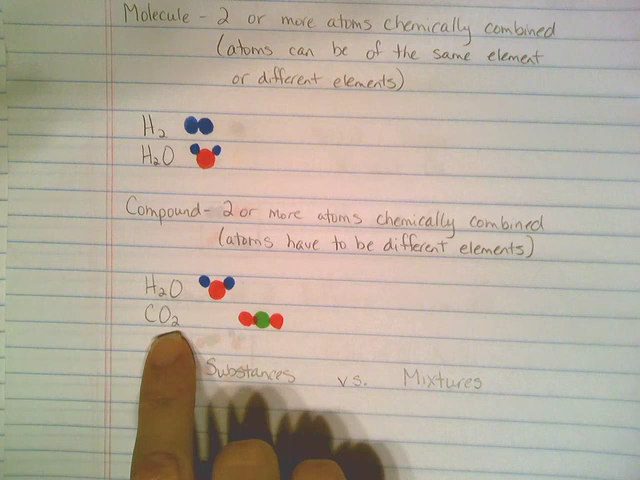 Molecule - 2 or more atoms chemically combined
(atoms can be of the same element
or different elements)
H₂
H₂O
Compound - 2 or more atoms chemically combined
(atoms have to be different elements)
H₂O
CO₂
Substances vs. Mixtures